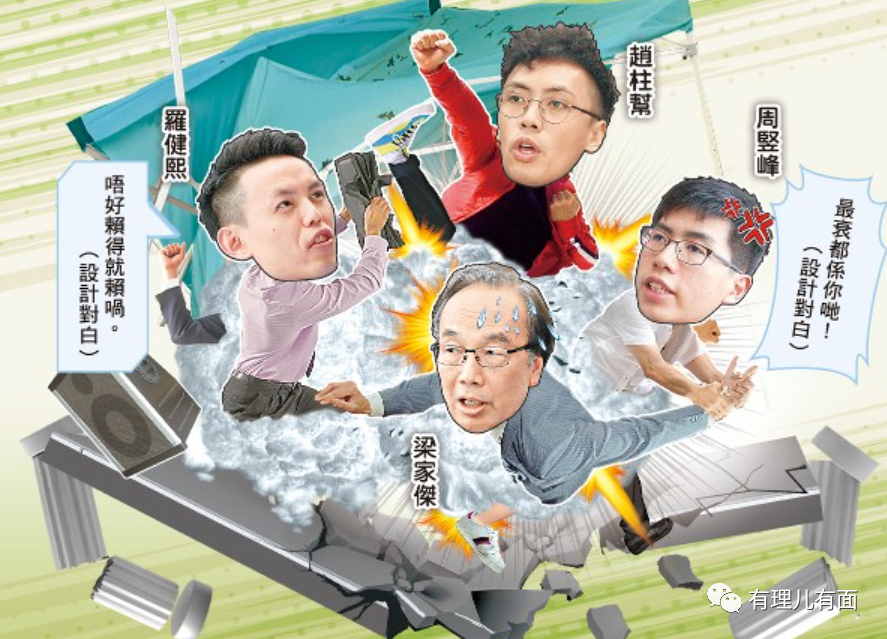 趙柱幫
周竪峰
最衰都係你哋！
（設計對白）
羅健熙
唔好賴得就賴喎。
（設計對白）
梁家傑
有理儿有面